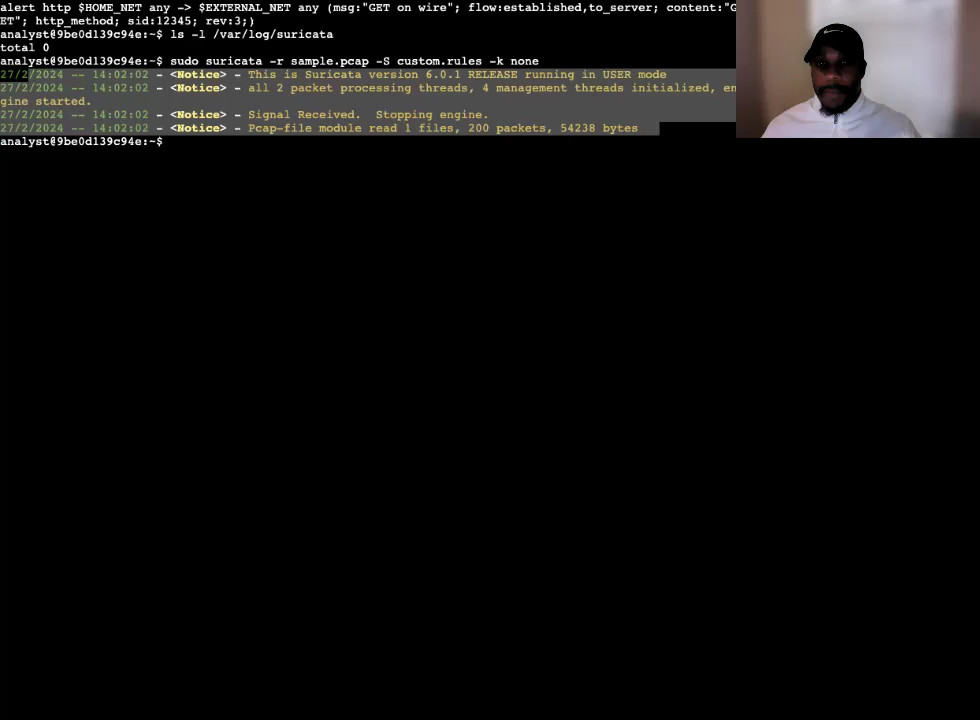 alert http $HOME_NET any -> $EXTERNAL_NET any (msg:"GET on wire"; flow:established,to_server; content:"G
ET"; http_method; sid:12345; rev:3;)
analyst@9be0d139c94e:~$ ls -l /var/log/suricata
total 0
analyst@9be0d139c94e:~$ sudo suricata -r sample.pcap -S custom.rules -k none
27/2/2024 -- 14:02:02 - <Notice> - This is Suricata version 6.0.1 RELEASE running in USER mode
27/2/2024 -- 14:02:02 - <Notice> - all 2 packet processing threads, 4 management threads initialized, en
gine started.
27/2/2024 -- 14:02:02 - <Notice> - Signal Received.  Stopping engine.
27/2/2024 -- 14:02:02 - <Notice> - Pcap-file module read 1 files, 200 packets, 54238 bytes
analyst@9be0d139c94e:~$